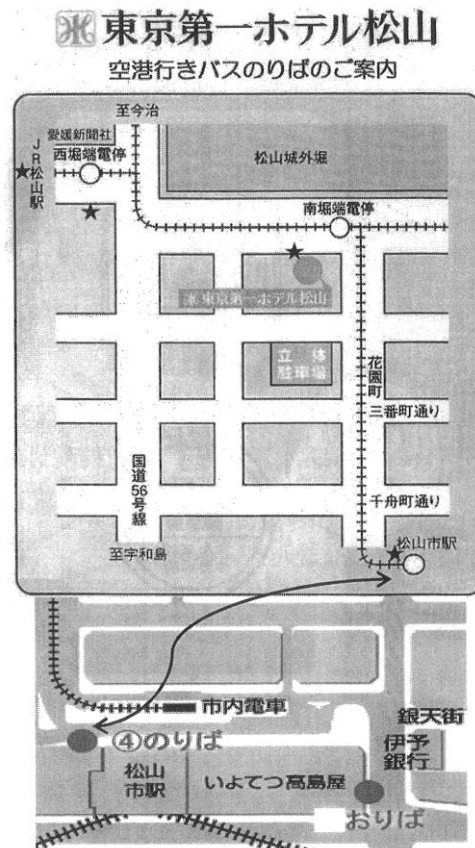 東京第一ホテル松山
空港行きバスのりばのご案内
至今治
愛媛新聞社
西堀端電停
JR松山駅
松山城外堀
南堀端電停
東京第一ホテル松山
立体
駐車場
花園町
三番町通り
国道56号線
千舟町通り
至宇和島
松山市駅
市内電車
銀天街
④のりば
伊予
銀行
松山
市駅
いよてつ高島屋
おりば